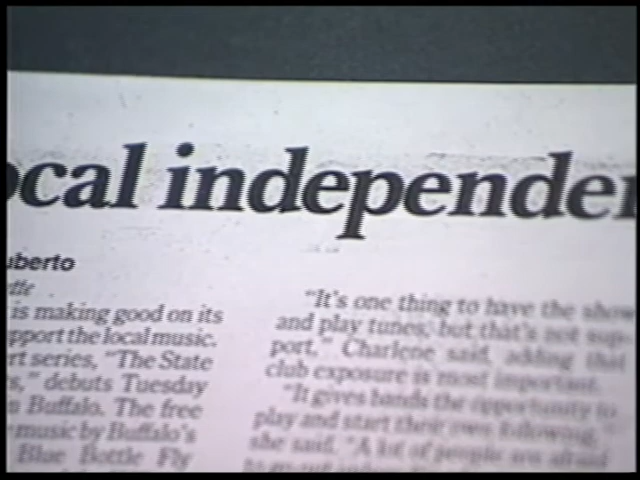 ocal independen
uberto
ffe
is making good on its
pport the local music.
rt series, "The State
s," debuts Tuesday
n Buffalo. The free
music by Buffalo's
Blue Bottle Fly
"It's one thing to have the show
and play tunes, but that's not sup-
port," Charlene said, adding that
club exposure is most important.
"It gives bands the opportunity to
play and start their own following,"
she said. "A lot of people are afraid